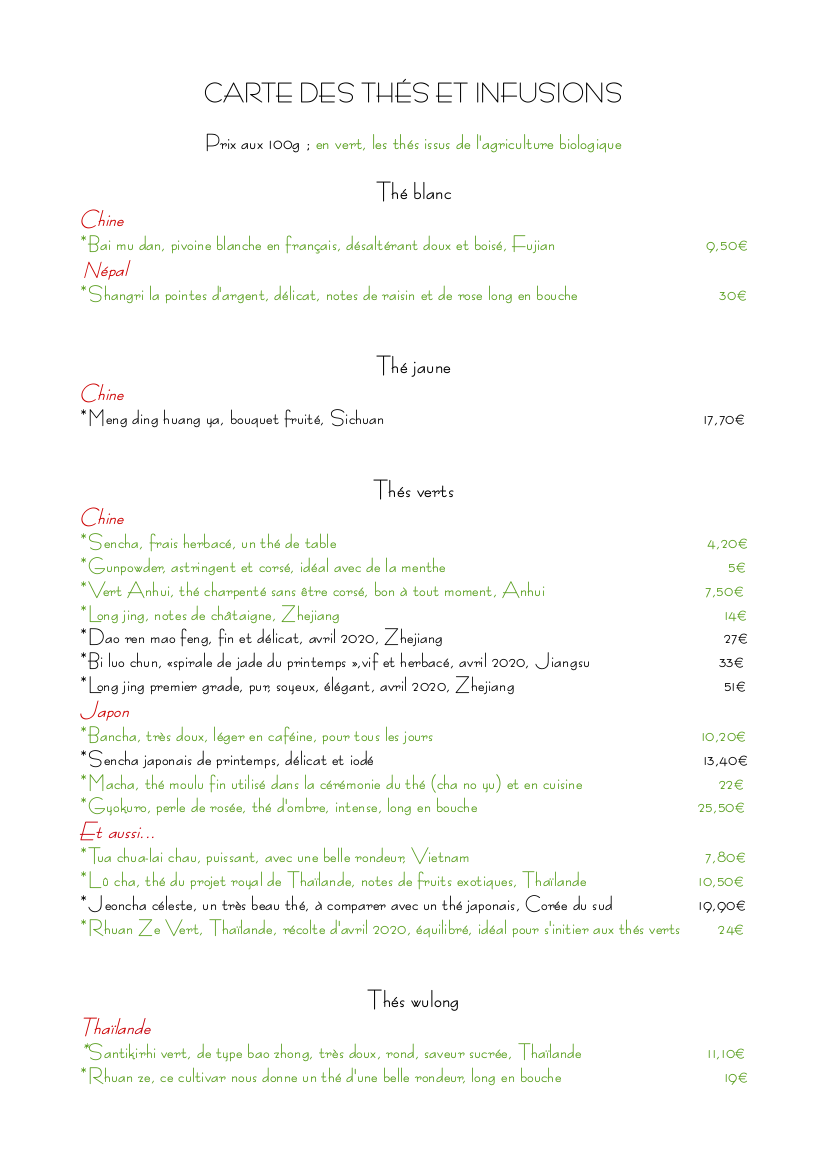 CARTE DES THÉS ET INFUSIONS
Prix aux 100g ; en vert, les thés issus de l'agriculture biologique
Thé blanc
Chine
*Bai mu dan, pivoine blanche en français, désaltérant doux et boisé, Fujian 9,50€
Népal
*Shangri la pointes d'argent, délicat, notes de raisin et de rose long en bouche 30€
Thé jaune
Chine
*Meng ding huang ya, bouquet fruité, Sichuan 17,70€
Thés verts
Chine
*Sencha, frais herbacé, un thé de table 4,20€
*Gunpowder, astringent et corsé, idéal avec de la menthe 5€
*Vert Anhui, thé charpenté sans être corsé, bon à tout moment, Anhui 7,50€
*Long jing, notes de châtaigne, Zhejiang 14€
*Dao ren mao feng, fin et délicat, avril 2020, Zhejiang 27€
*Bi luo chun, «spirale de jade du printemps »,vif et herbacé, avril 2020, Jiangsu 33€
*Long jing premier grade, pur, soyeux, élégant, avril 2020, Zhejiang 51€
Japon
*Bancha, très doux, léger en caféine, pour tous les jours 10,20€
*Sencha japonais de printemps, délicat et iodé 13,40€
*Macha, thé moulu fin utilisé dans la cérémonie du thé (cha no yu) et en cuisine 22€
*Gyokuro, perle de rosée, thé d'ombre, intense, long en bouche 25,50€
Et aussi...
*Tua chua-lai chau, puissant, avec une belle rondeur, Vietnam 7,80€
*Lü cha, thé du projet royal de Thaïlande, notes de fruits exotiques, Thaïlande 10,50€
*Jeoncha céleste, un très beau thé, à comparer avec un thé japonais, Corée du sud 19,90€
*Rhuan Ze Vert, Thaïlande, récolte d'avril 2020, équilibré, idéal pour s'initier aux thés verts 24€
Thés wulong
Thaïlande
*Santikirhi vert, de type bao zhong, très doux, rond, saveur sucrée, Thaïlande 11,10€
*Rhuan ze, ce cultivar nous donne un thé d'une belle rondeur, long en bouche 19€